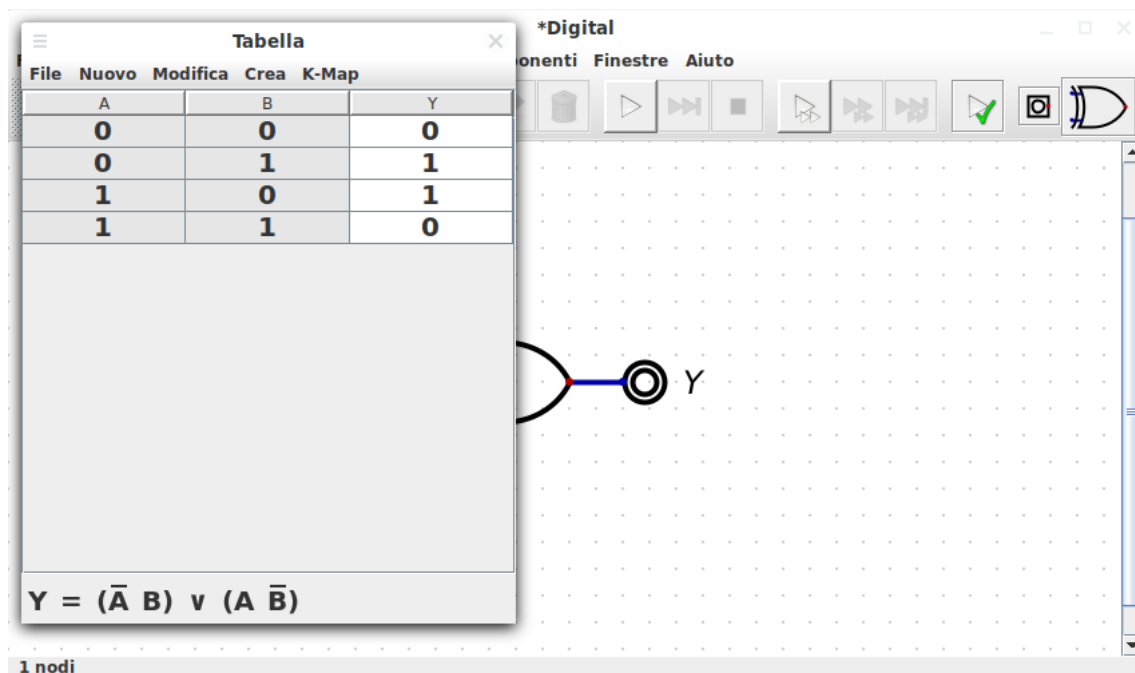 *Digital
Tabella
onenti Finestre Aiuto
File Nuovo Modifica Crea K-Map
A B Y
0 0 0
0 1 1
1 0 1
1 1 0
Y
Y = (A̅ B) ∨ (A B̅)
1 nodi